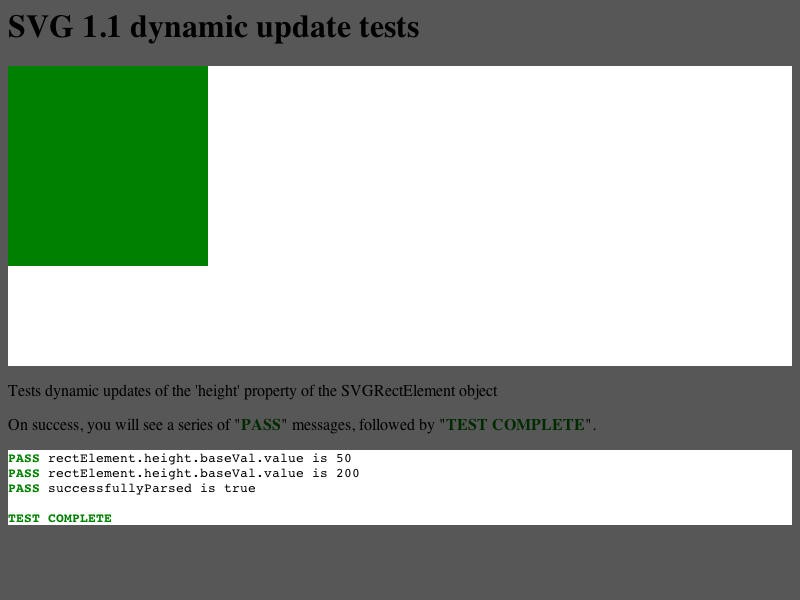 SVG 1.1 dynamic update tests
Tests dynamic updates of the 'height' property of the SVGRectElement object
On success, you will see a series of "PASS" messages, followed by "TEST COMPLETE".
PASS rectElement.height.baseVal.value is 50
PASS rectElement.height.baseVal.value is 200
PASS successfullyParsed is true
TEST COMPLETE